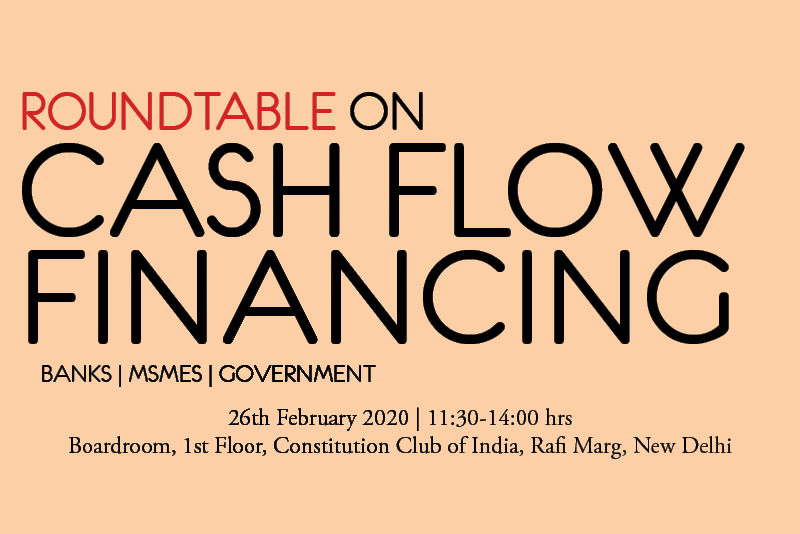 ROUNDTABLE ON
CASH FLOW
FINANCING
BANKS | MSMES | GOVERNMENT
26th February 2020 | 11:30-14:00 hrs
Boardroom, 1st Floor, Constitution Club of India, Rafi Marg, New Delhi